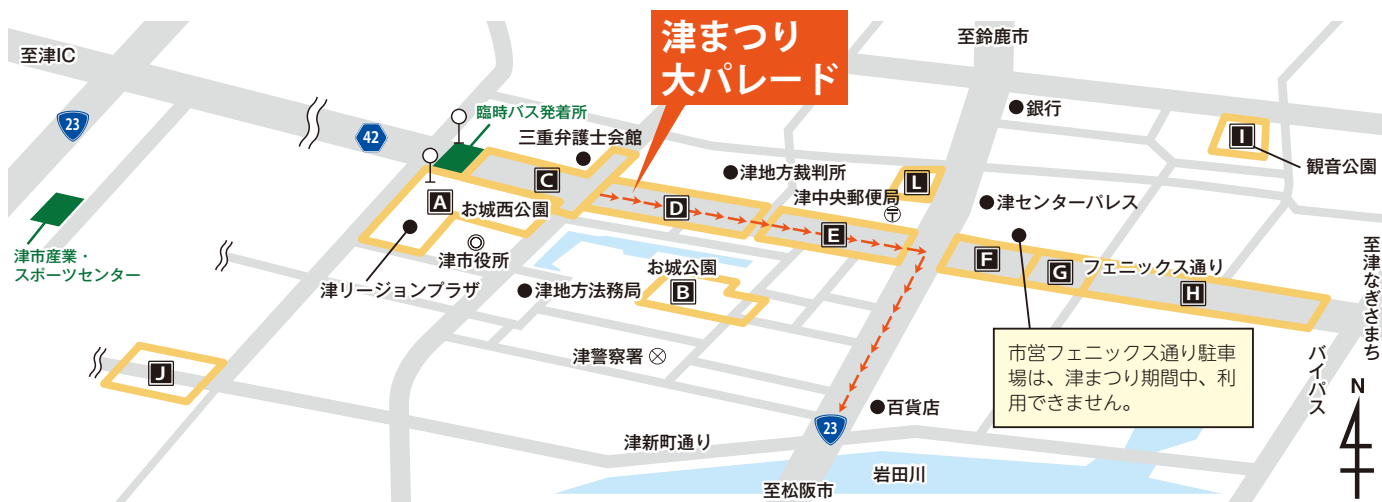 津まつり
大パレード
至鈴鹿市
至津IC
23
42
臨時バス発着所
三重弁護士会館
銀行
I
観音公園
津地方裁判所
L
津中央郵便局
〒
C
A
お城西公園
D
E
津センターパレス
津市産業・
スポーツセンター
津市役所
津リージョンプラザ
お城公園
B
津地方法務局
F
G
フェニックス通り
H
至津なぎさまち
バイパス
市営フェニックス通り駐車
場は、津まつり期間中、利
用できません。
津警察署
J
百貨店
N
23
津新町通り
岩田川
至松阪市